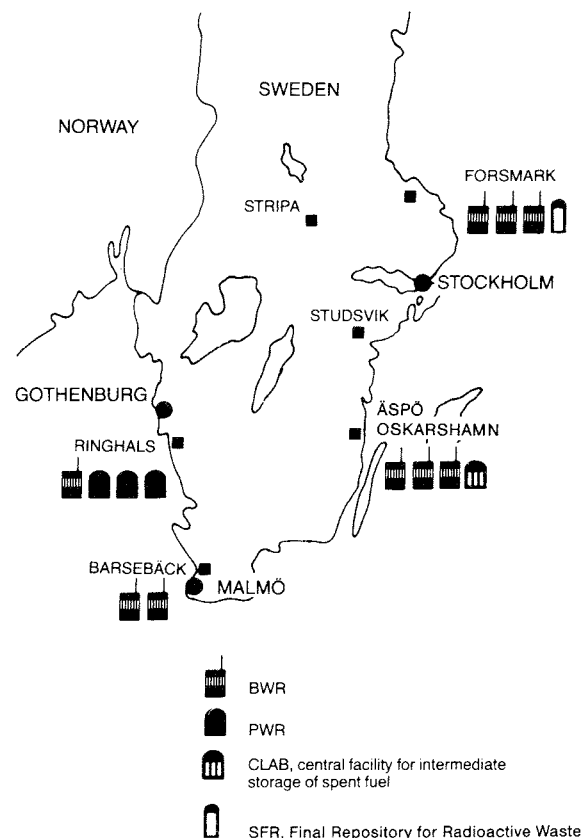 SWEDEN
NORWAY
FORSMARK
STRIPA
STOCKHOLM
STUDSVIK
GOTHENBURG
ÄSPÖ
OSKARSHAMN
RINGHALS
BARSEBÄCK
MALMÖ
BWR
PWR
CLAB, central facility for intermediate
storage of spent fuel
SFR, Final Repository for Radioactive Waste